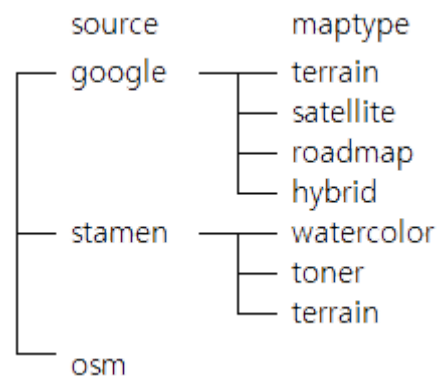 source maptype
google terrain
satellite
roadmap
hybrid
stamen watercolor
toner
terrain
osm